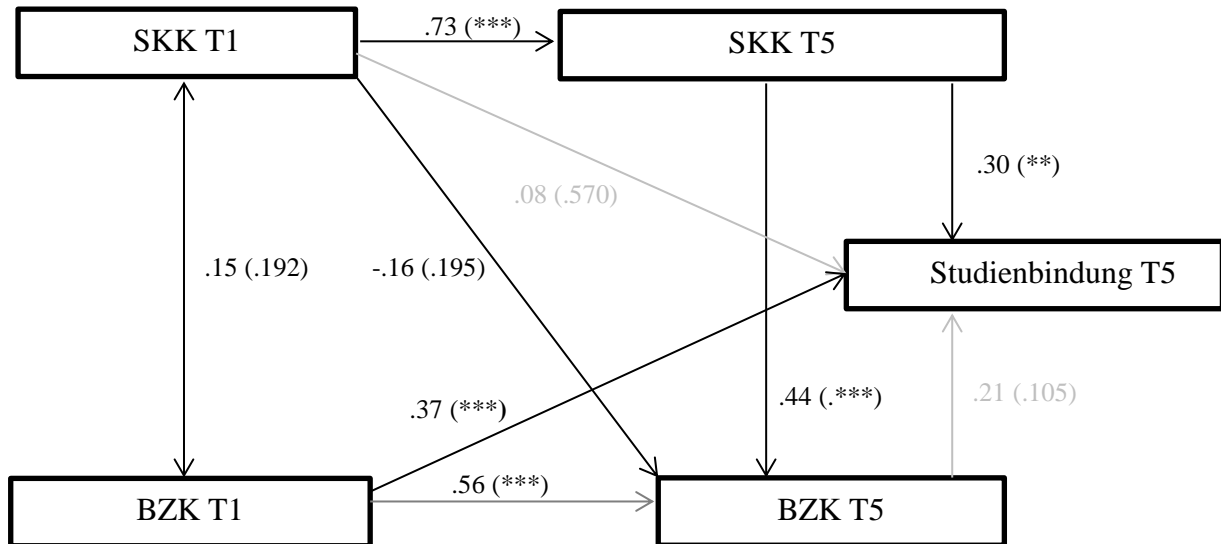 SKK T1
.73 (***)
SKK T5
.30 (**)
.08 (.570)
.15 (.192)
-.16 (.195)
Studienbindung T5
.37 (***)
.44 (.***)
.21 (.105)
.56 (***)
BZK T1
BZK T5